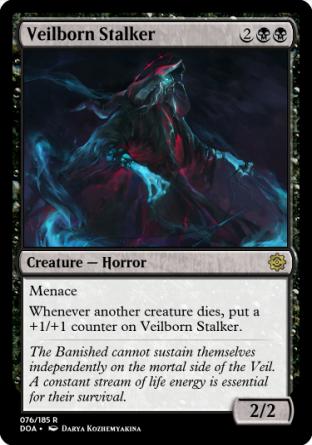 Veilborn Stalker 2
Creature — Horror
Menace
Whenever another creature dies, put a
+1/+1 counter on Veilborn Stalker.
The Banished cannot sustain themselves
independently on the mortal side of the Veil.
A constant stream of life energy is essential
for their survival.
2/2
076/185 R
DOA • Darya Kozhemyakina